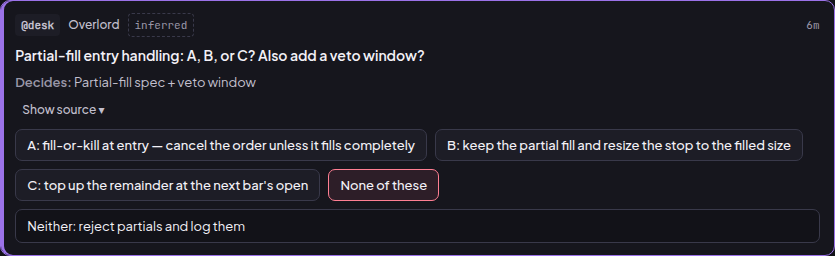 @desk Overlord inferred 6m
Partial-fill entry handling: A, B, or C? Also add a veto window?
Decides: Partial-fill spec + veto window
Show source ▾
A: fill-or-kill at entry — cancel the order unless it fills completely
B: keep the partial fill and resize the stop to the filled size
C: top up the remainder at the next bar's open
None of these
Neither: reject partials and log them